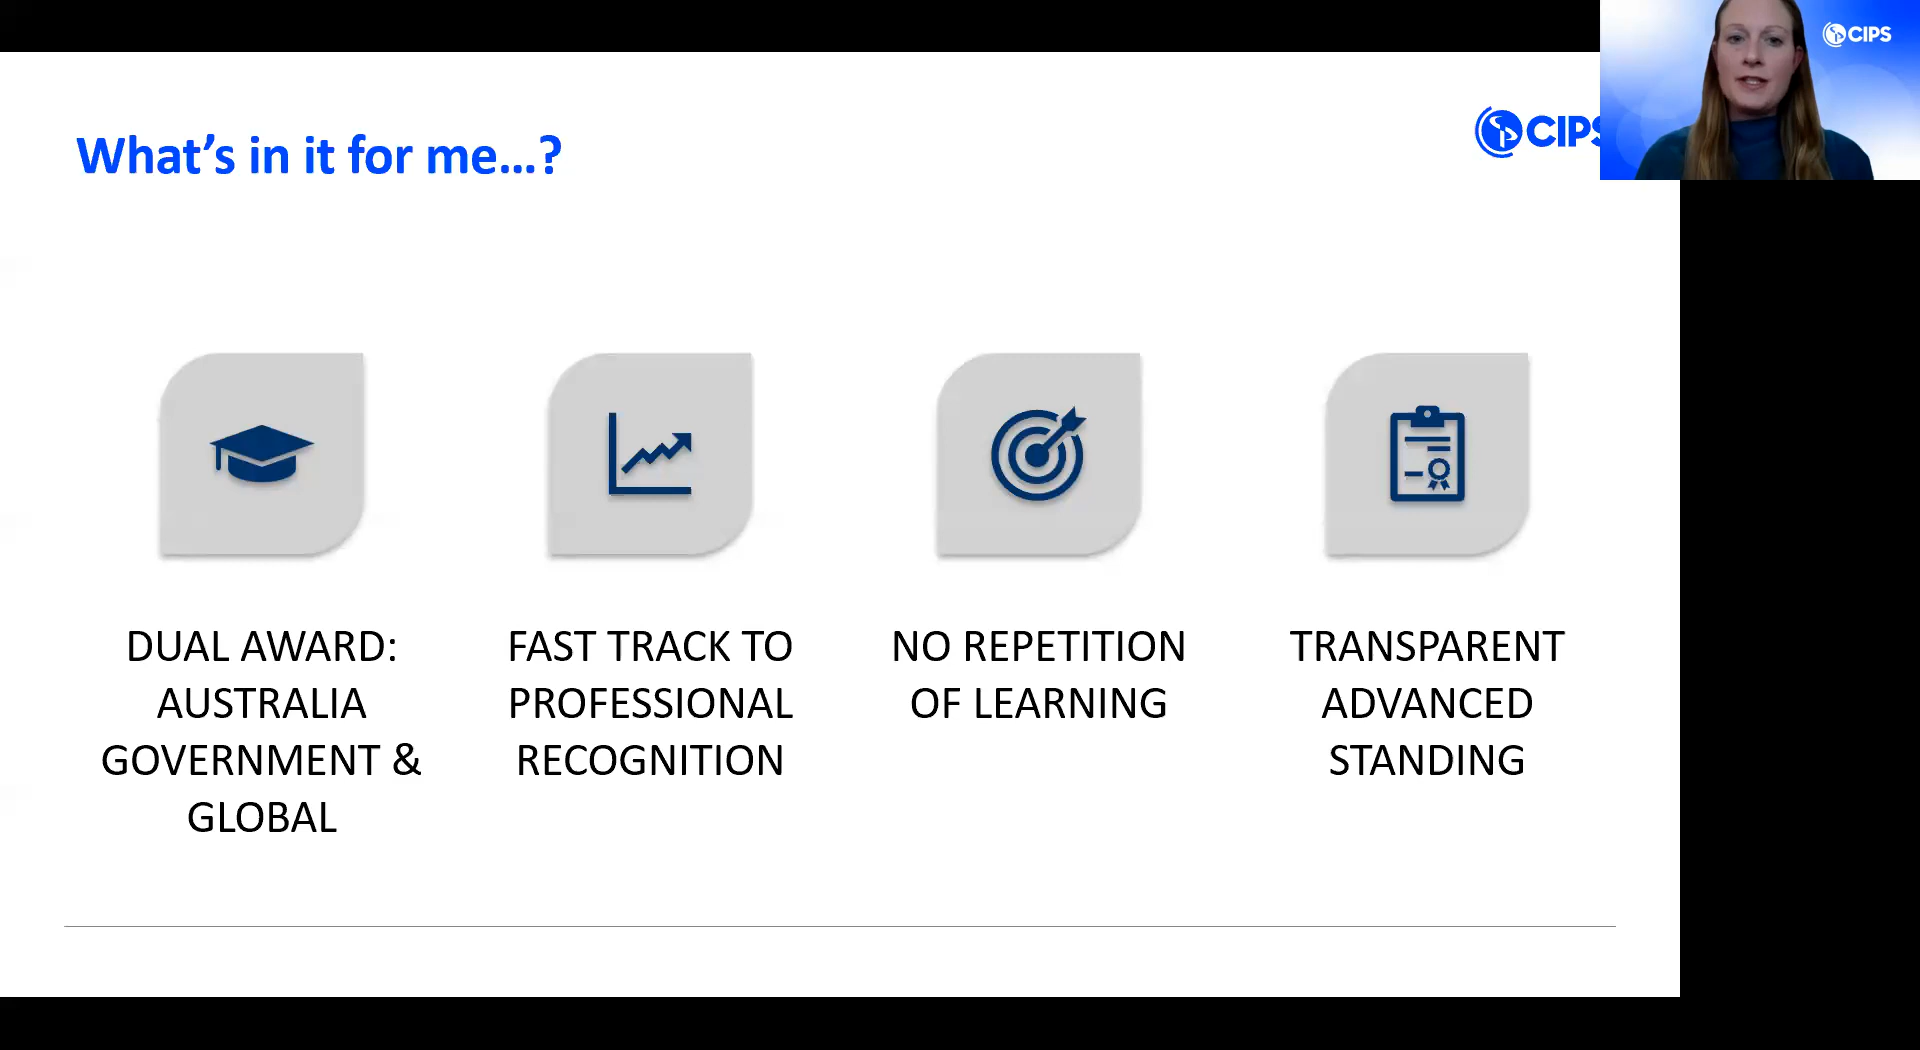 What's in it for me...?
CIPS
CIPS
DUAL AWARD:
AUSTRALIA
GOVERNMENT &
GLOBAL
FAST TRACK TO
PROFESSIONAL
RECOGNITION
NO REPETITION
OF LEARNING
TRANSPARENT
ADVANCED
STANDING